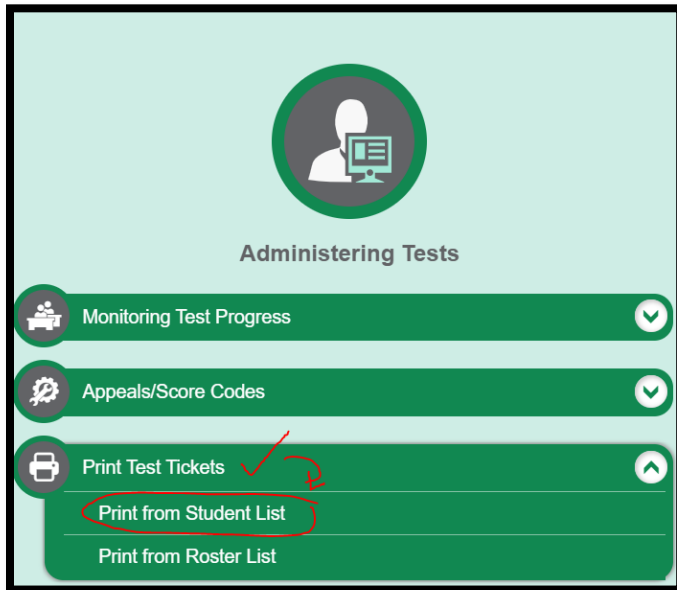 Administering Tests
Monitoring Test Progress
Appeals/Score Codes
Print Test Tickets
Print from Student List
Print from Roster List